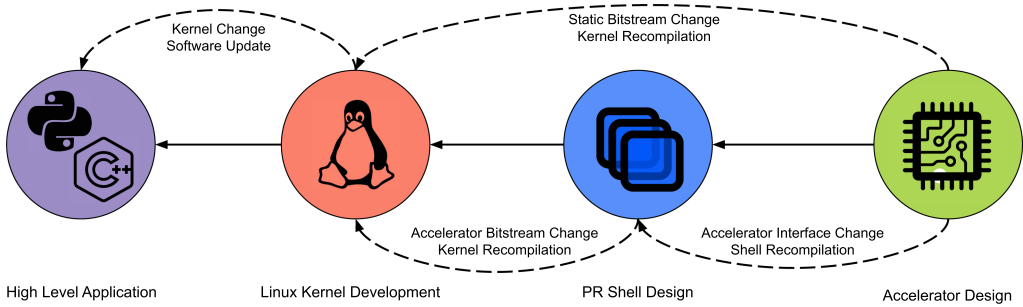 Kernel Change
Software Update
Static Bitstream Change
Kernel Recompilation
C++
Accelerator Bitstream Change
Kernel Recompilation
Accelerator Interface Change
Shell Recompilation
High Level Application
Linux Kernel Development
PR Shell Design
Accelerator Design